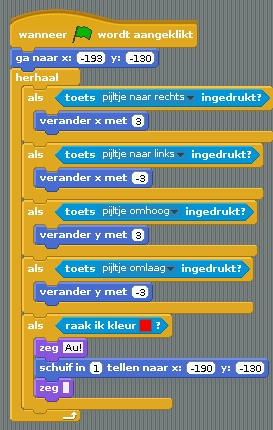 wanneer wordt aangeklikt
ga naar x: -193 y: -130
herhaal
als toets pijltje naar rechts ingedrukt?
verander x met 3
als toets pijltje naar links ingedrukt?
verander x met -3
als toets pijltje omhoog ingedrukt?
verander y met 3
als toets pijltje omlaag ingedrukt?
verander y met -3
als raak ik kleur ?
zeg Au!
schuif in 1 tellen naar x: -190 y: -130
zeg